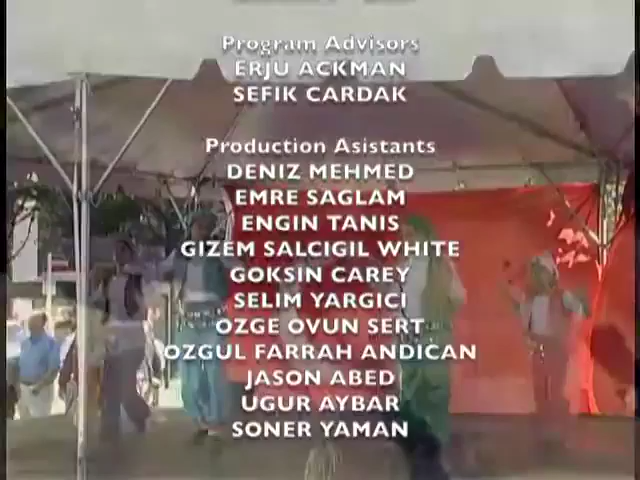 Program Advisors
ERJU ACKMAN
SEFIK CARDAK
Production Asistants
DENIZ MEHMED
EMRE SAGLAM
ENGIN TANIS
GIZEM SALCIGIL WHITE
GOKSIN CAREY
SELIM YARGICI
OZGE OVUN SERT
OZGUL FARRAH ANDICAN
JASON ABED
UGUR AYBAR
SONER YAMAN